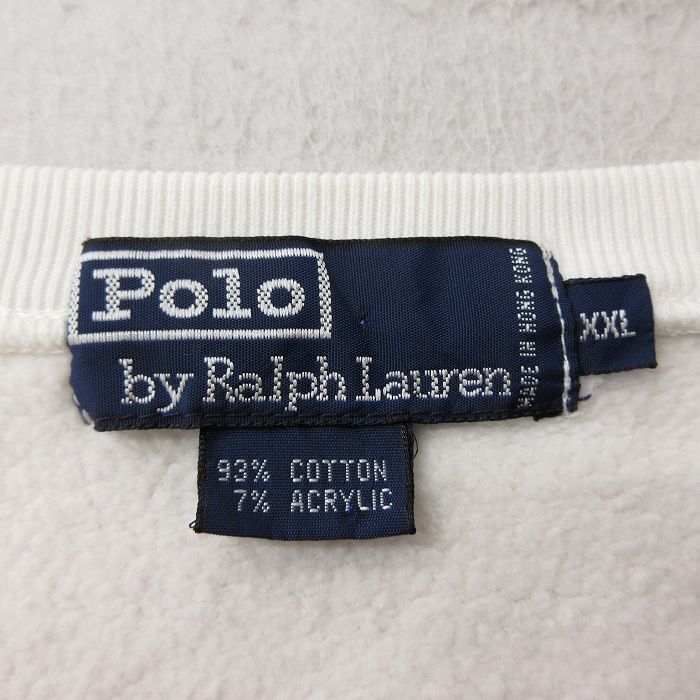 Polo
by Ralph Lauren
MADE IN HONG KONG
XXL
93% COTTON
7% ACRYLIC